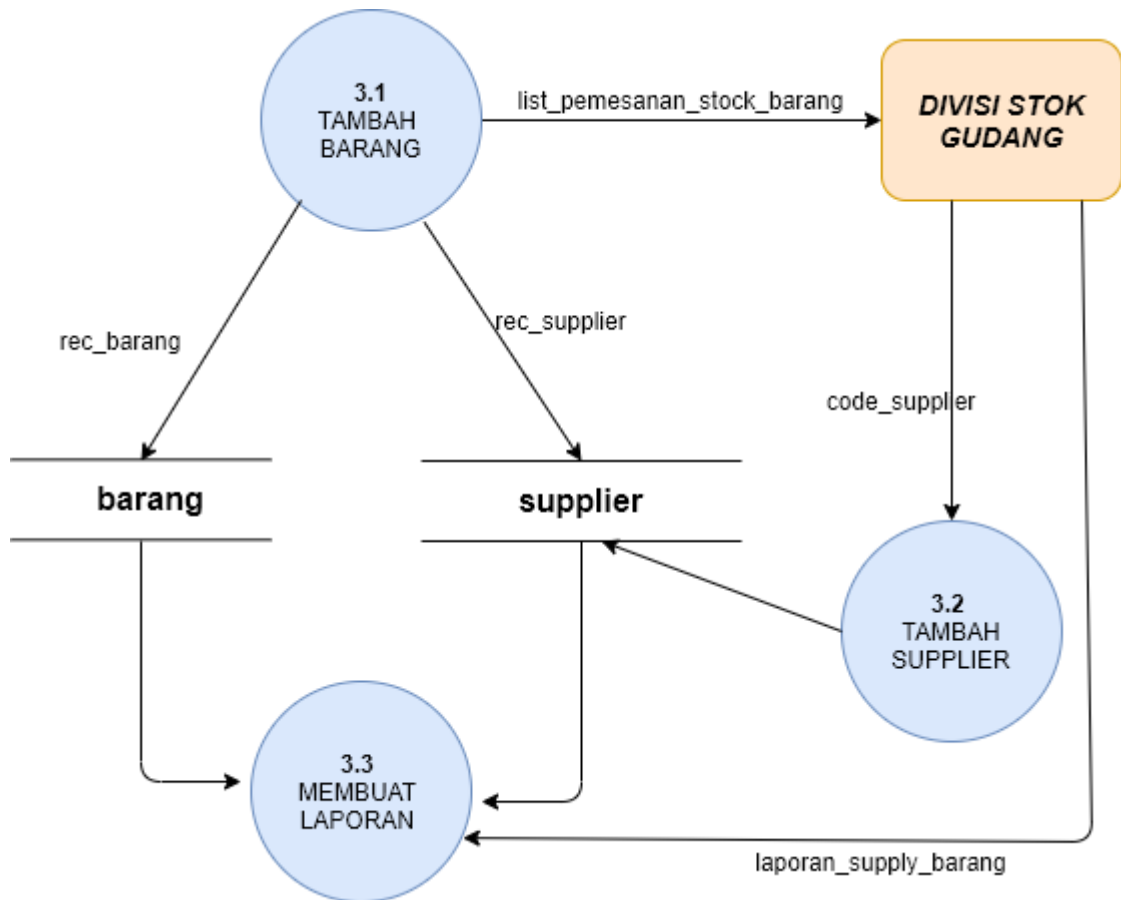 3.1
TAMBAH
BARANG
list_pemesanan_stock_barang
DIVISI STOK
GUDANG
rec_barang
rec_supplier
code_supplier
barang
supplier
3.2
TAMBAH
SUPPLIER
3.3
MEMBUAT
LAPORAN
laporan_supply_barang